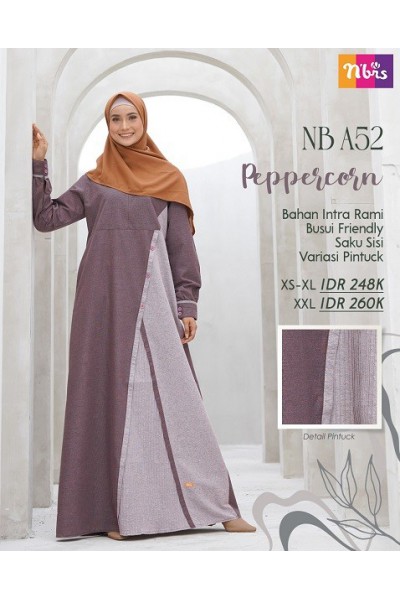 Nbrs
NB A52
Peppercorn
Bahan Intra Rami
Busui Friendly
Saku Sisi
Variasi Pintuck
XS-XL IDR 248K
XXL IDR 260K
Detail Pintuck